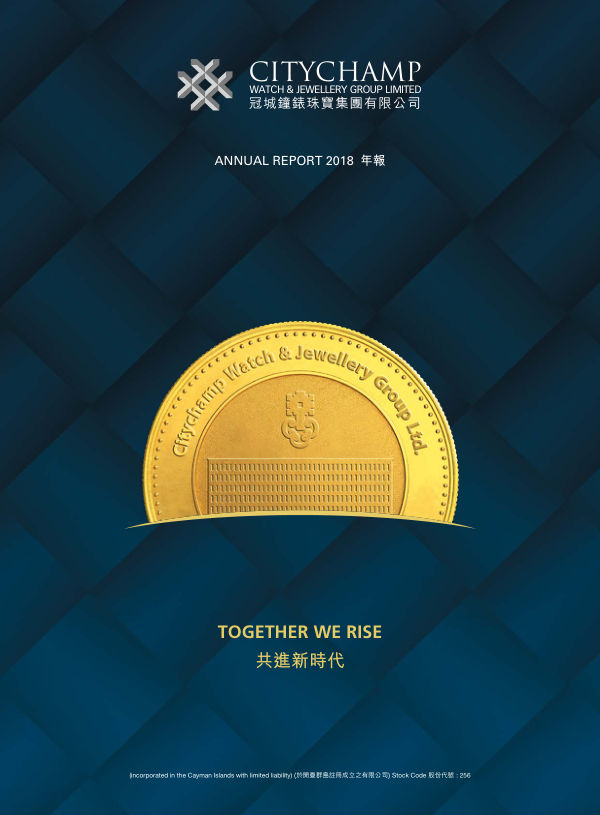 CITYCHAMP
WATCH & JEWELLERY GROUP LIMITED
冠城鐘錶珠寶集團有限公司
ANNUAL REPORT 2018 年報
Citychamp Watch & Jewellery Group Ltd.
TOGETHER WE RISE
共進新時代
(incorporated in the Cayman Islands with limited liability) (於開曼群島註冊成立之有限公司) Stock Code 股份代號 : 256